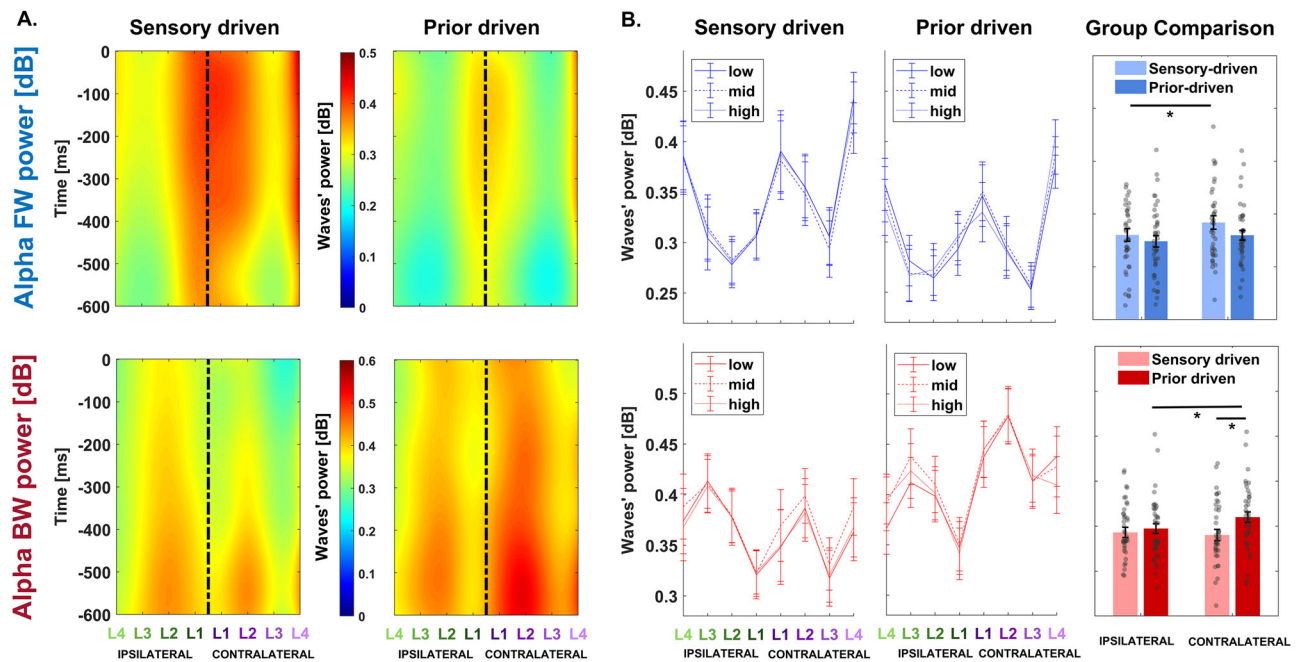 A.
Sensory driven
Prior driven
B.
Sensory driven
Prior driven
Group Comparison
Alpha FW power [dB]
Time [ms]
0
-100
-200
-300
-400
-500
-600
Waves' power [dB]
0.5
0.4
0.3
0.2
0.1
0
Waves' power [dB]
0.45
0.4
0.35
0.3
0.25
low
mid
high
low
mid
high
Sensory-driven
Prior-driven
*
Alpha BW power [dB]
Time [ms]
0
-100
-200
-300
-400
-500
-600
Waves' power [dB]
0.6
0.5
0.4
0.3
0.2
0.1
0
Waves' power [dB]
0.45
0.4
0.35
0.3
low
mid
high
low
mid
high
Sensory driven
Prior driven
*
*
L4 L3 L2 L1 L1 L2 L3 L4
IPSILATERAL CONTRALATERAL
L4 L3 L2 L1 L1 L2 L3 L4
IPSILATERAL CONTRALATERAL
L4 L3 L2 L1 L1 L2 L3 L4
IPSILATERAL CONTRALATERAL
L4 L3 L2 L1 L1 L2 L3 L4
IPSILATERAL CONTRALATERAL
IPSILATERAL CONTRALATERAL